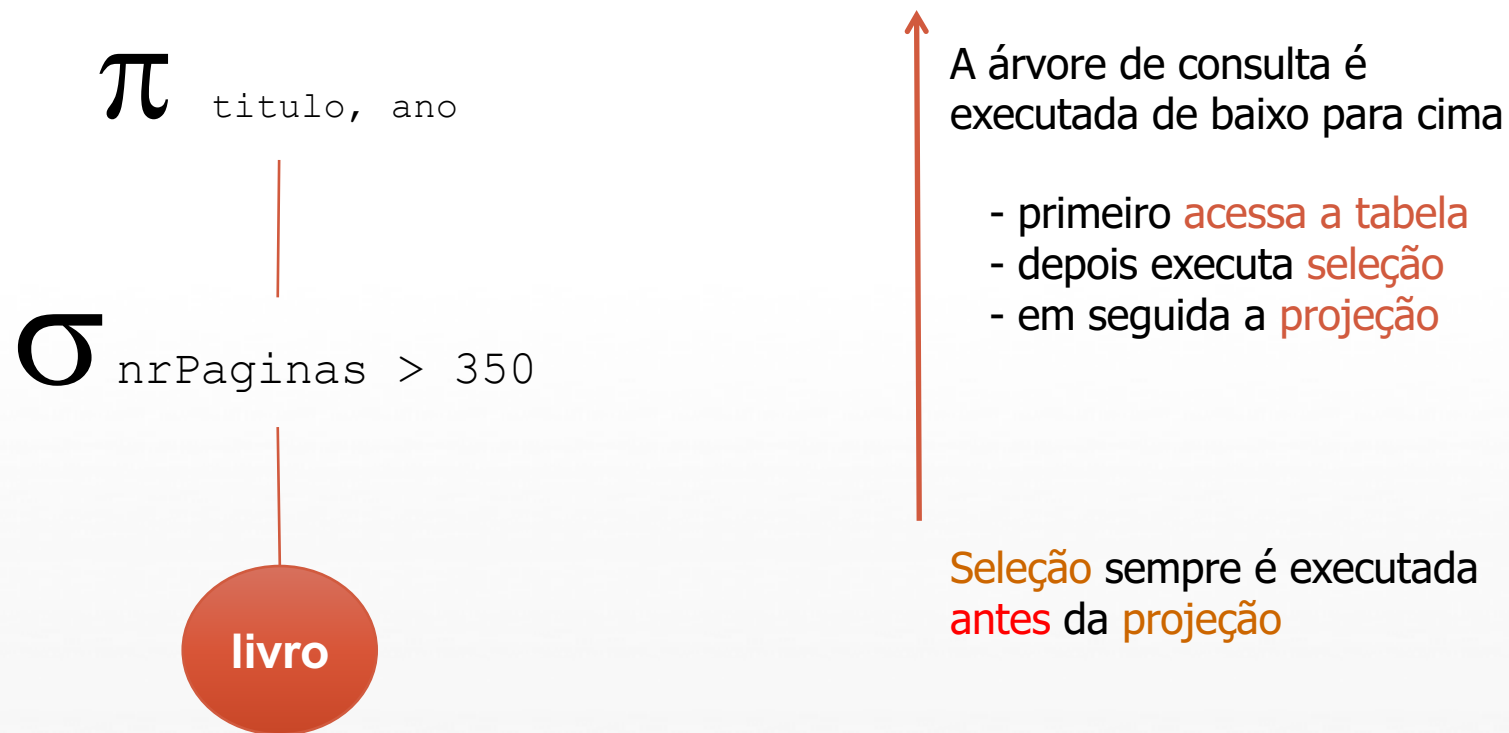 π titulo, ano
σ nrPaginas > 350
livro
A árvore de consulta é
executada de baixo para cima
- primeiro acessa a tabela
- depois executa seleção
- em seguida a projeção
Seleção sempre é executada
antes da projeção